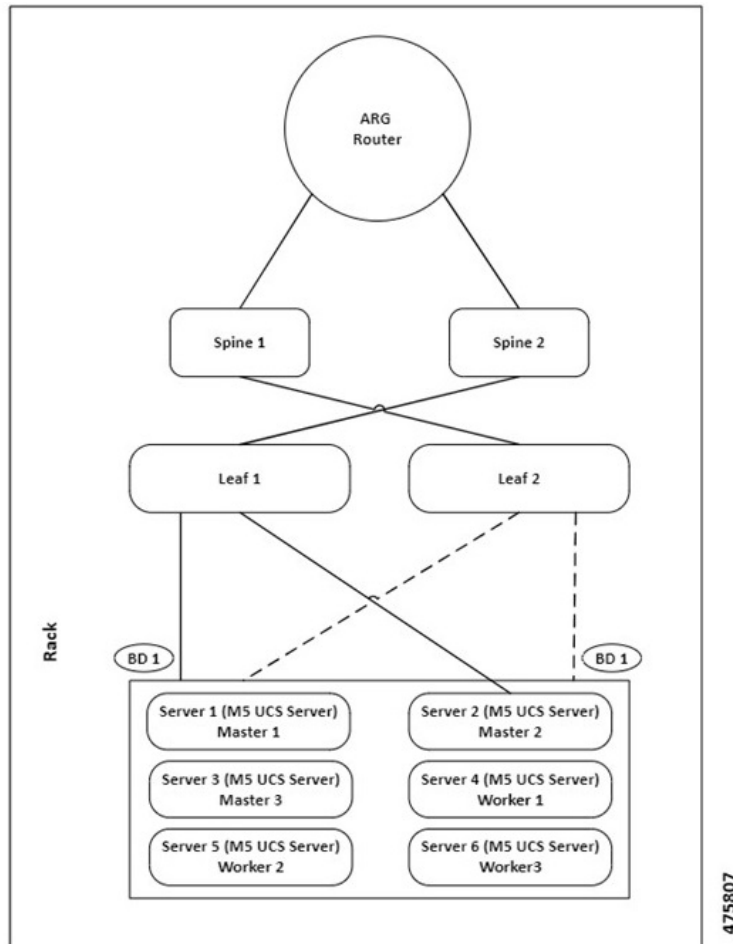 ARG
Router
Spine 1
Spine 2
Leaf 1
Leaf 2
Rack
BD 1
BD 1
Server 1 (M5 UCS Server)
Master 1
Server 2 (M5 UCS Server)
Master 2
Server 3 (M5 UCS Server)
Master 3
Server 4 (M5 UCS Server)
Worker 1
Server 5 (M5 UCS Server)
Worker 2
Server 6 (M5 UCS Server)
Worker3
475807